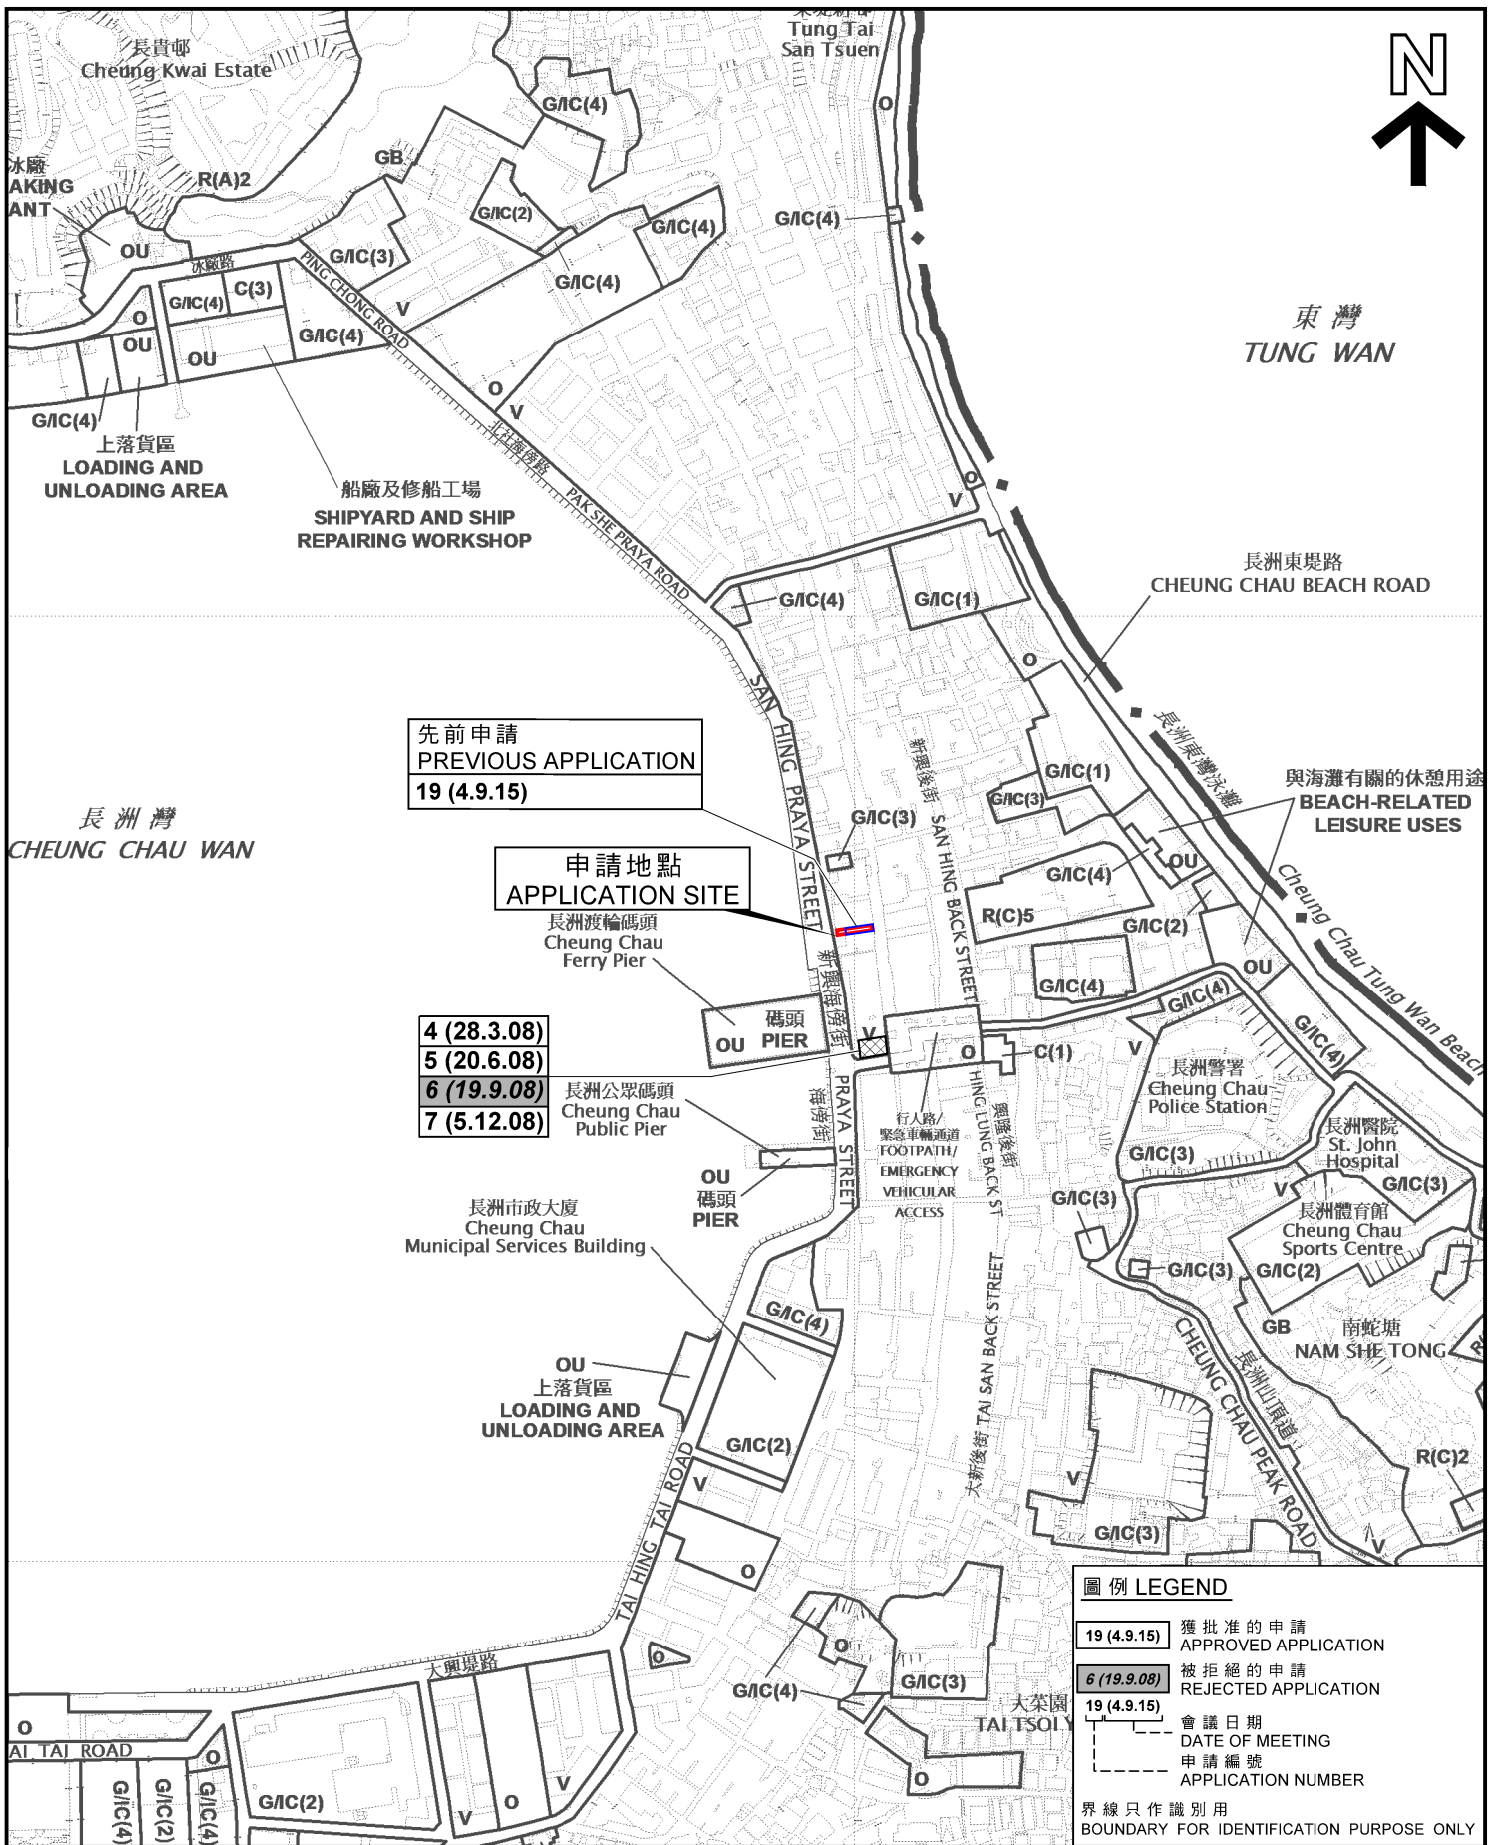 Tung Tai
San Tsuen
長貴邨
Cheung Kwai Estate
N
冰廠
AKING
ANT
OU
R(A)2
GB
G/IC(4)
G/IC(2)
G/IC(3)
G/IC(4)
G/IC(4)
G/IC(4)
O
冰廠路
PING CHONG ROAD
G/IC(4)
C(3)
V
O
OU
OU
G/IC(4)
G/IC(4)
上落貨區
LOADING AND
UNLOADING AREA
船廠及修船工場
SHIPYARD AND SHIP
REPAIRING WORKSHOP
O
V
北社海傍路
PAK SHE PRAYA ROAD
東灣
TUNG WAN
O
V
長洲東堤路
CHEUNG CHAU BEACH ROAD
G/IC(4)
G/IC(1)
O
SAN HING PRAYA STREET
新興海傍街
先前申請
PREVIOUS APPLICATION
19 (4.9.15)
長洲灣
CHEUNG CHAU WAN
申請地點
APPLICATION SITE
G/IC(3)
新興後街 SAN HING BACK STREET
G/IC(1)
G/IC(3)
長洲東灣泳灘
Cheung Chau Tung Wan Beach
與海灘有關的休憩用途
BEACH-RELATED
LEISURE USES
G/IC(4)
OU
R(C)5
G/IC(2)
G/IC(4)
OU
G/IC(4)
G/IC(4)
長洲渡輪碼頭
Cheung Chau
Ferry Pier
碼頭
OU PIER
4 (28.3.08)
5 (20.6.08)
6 (19.9.08)
7 (5.12.08)
V
O
C(1)
V
長洲公眾碼頭
Cheung Chau
Public Pier
海傍街
PRAYA STREET
行人路/
緊急車輛通道
FOOTPATH/
EMERGENCY
VEHICULAR
ACCESS
HING LUNG BACK ST
興隆後街
長洲警署
Cheung Chau
Police Station
G/IC(3)
長洲醫院
St. John
Hospital
G/IC(3)
OU
碼頭
PIER
長洲市政大廈
Cheung Chau
Municipal Services Building
G/IC(3)
V
長洲體育館
Cheung Chau
Sports Centre
G/IC(3)
G/IC(2)
GB
南蛇塘
NAM SHE TONG
G/IC(4)
OU
上落貨區
LOADING AND
UNLOADING AREA
G/IC(2)
大新後街 TAI SAN BACK STREET
CHEUNG CHAU PEAK ROAD
長洲山頂道
R(C)2
V
V
G/IC(3)
V
TAI HING TAI ROAD
O
O
O
G/IC(4)
G/IC(3)
大菜園
TAI TSOI Y
O
大興堤路
O
AI TAI ROAD
O
G/IC(4)
G/IC(2)
G/IC(4)
G/IC(2)
V
O
V
圖例 LEGEND
19 (4.9.15)
獲批准的申請
APPROVED APPLICATION
6 (19.9.08)
被拒絕的申請
REJECTED APPLICATION
19 (4.9.15)
會議日期
DATE OF MEETING
申請編號
APPLICATION NUMBER
界線只作識別用
BOUNDARY FOR IDENTIFICATION PURPOSE ONLY